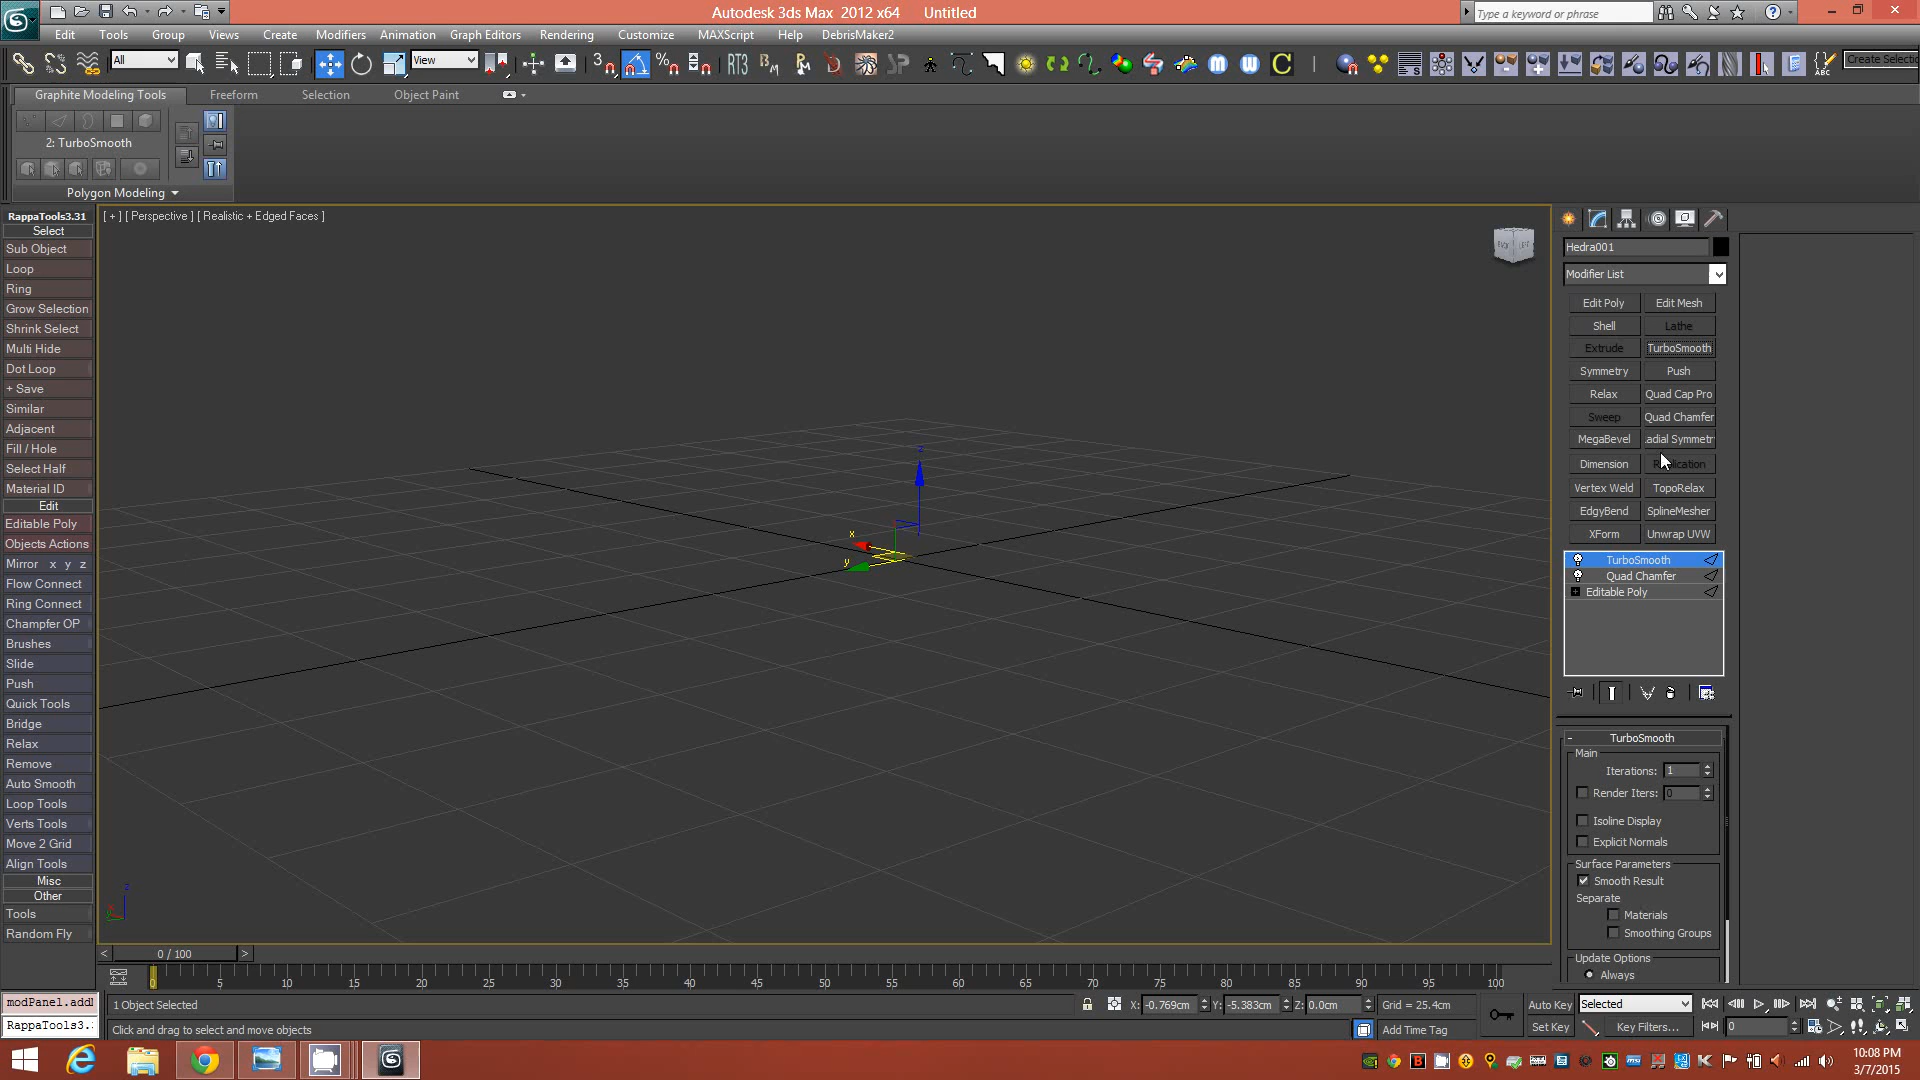 Autodesk 3ds Max 2012 x64 Untitled
Type a keyword or phrase
Edit Tools Group Views Create Modifiers Animation Graph Editors Rendering Customize MAXScript Help DebrisMaker2
All View Create Selectio
Graphite Modeling Tools Freeform Selection Object Paint
2: TurboSmooth
Polygon Modeling
RappaTools3.31
Select
Sub Object
Loop
Ring
Grow Selection
Shrink Select
Multi Hide
Dot Loop
+ Save
Similar
Adjacent
Fill / Hole
Select Half
Material ID
Edit
Editable Poly
Objects Actions
Mirror x y z
Flow Connect
Ring Connect
Champfer OP
Brushes
Slide
Push
Quick Tools
Bridge
Relax
Remove
Auto Smooth
Loop Tools
Verts Tools
Move 2 Grid
Align Tools
Misc
Other
Tools
Random Fly
[ + ] [ Perspective ] [ Realistic + Edged Faces ]
BACK LEFT
z
x
y
z
Hedra001
Modifier List
Edit Poly Edit Mesh
Shell Lathe
Extrude TurboSmooth
Symmetry Push
Relax Quad Cap Pro
Sweep Quad Chamfer
MegaBevel adial Symmetr
Dimension
Vertex Weld TopoRelax
EdgyBend SplineMesher
XForm Unwrap UVW
TurboSmooth
Quad Chamfer
Editable Poly
- TurboSmooth
Main
Iterations: 1
Render Iters: 0
Isoline Display
Explicit Normals
Surface Parameters
Smooth Result
Separate
Materials
Smoothing Groups
Update Options
Always
< 0 / 100 >
0 5 10 15 20 25 30 35 40 45 50 55 60 65 70 75 80 85 90 95 100
modPanel.addM
RappaTools3.
1 Object Selected
X: -0.769cm Y: -5.383cm Z: 0.0cm Grid = 25.4cm
Auto Key Selected
Click and drag to select and move objects
Add Time Tag
Set Key Key Filters... 0
10:08 PM
3/7/2015